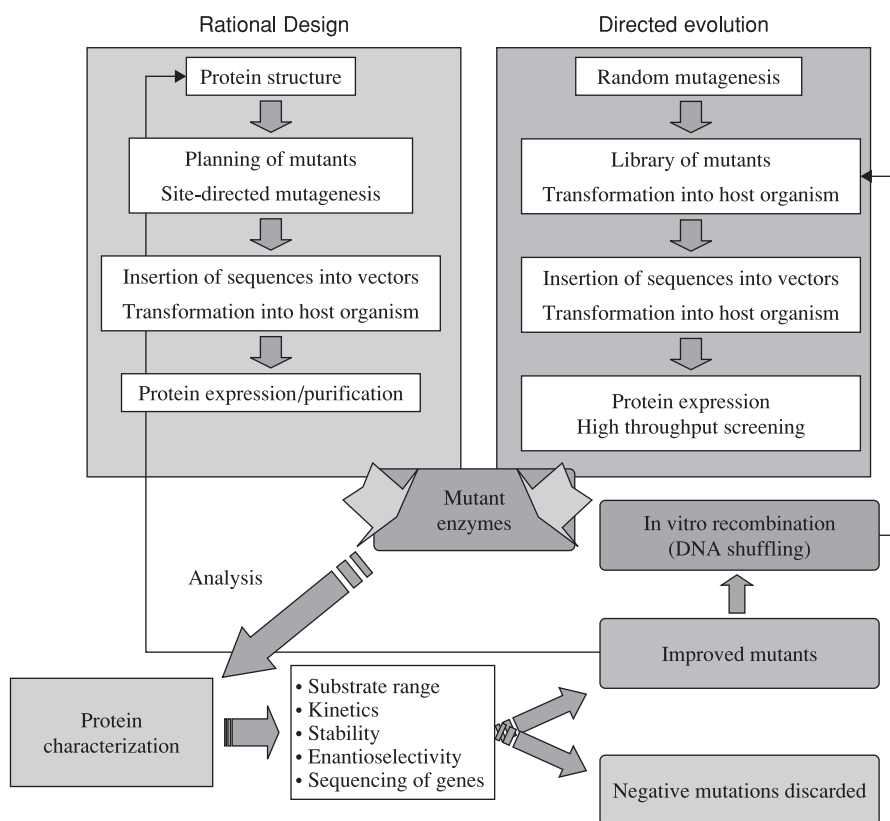 Rational Design
Protein structure
Planning of mutants
Site-directed mutagenesis
Insertion of sequences into vectors
Transformation into host organism
Protein expression/purification
Directed evolution
Random mutagenesis
Library of mutants
Transformation into host organism
Insertion of sequences into vectors
Transformation into host organism
Protein expression
High throughput screening
Mutant
enzymes
In vitro recombination
(DNA shuffling)
Analysis
Improved mutants
Protein
characterization
• Substrate range
• Kinetics
• Stability
• Enantioselectivity
• Sequencing of genes
Negative mutations discarded